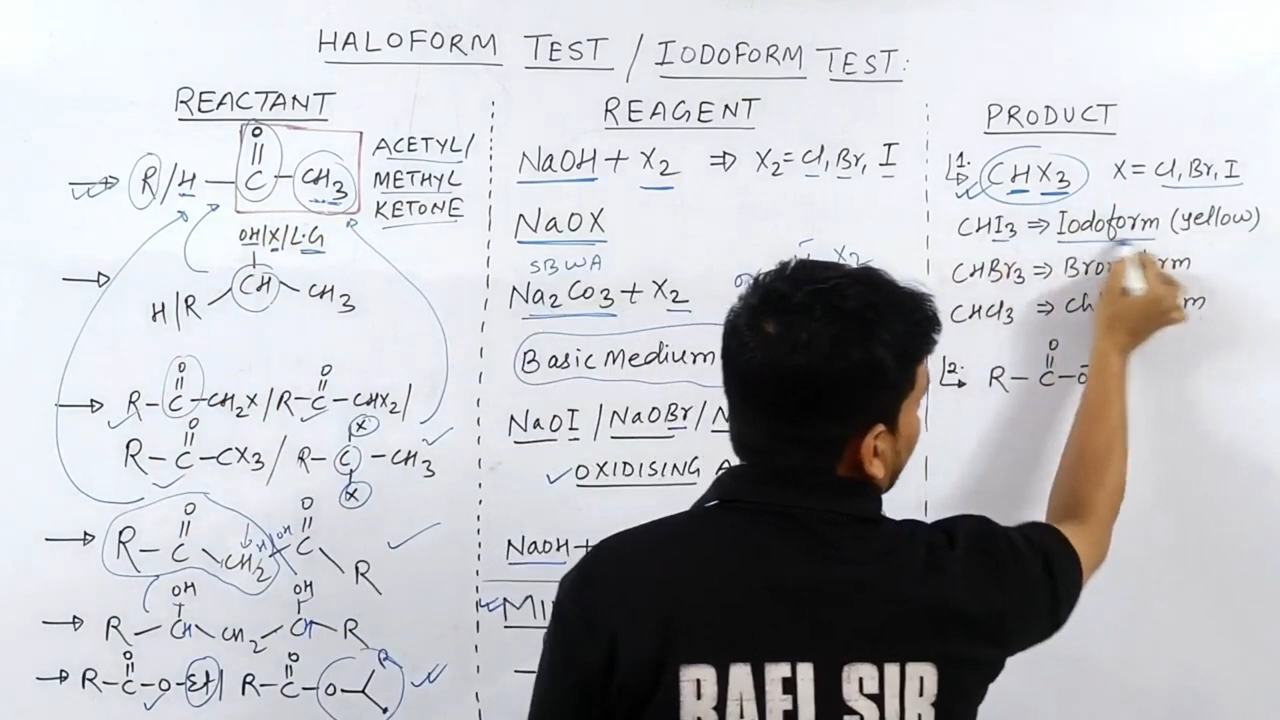 HALOFORM TEST / IODOFORM TEST:
REACTANT
O
||
R/H — C — CH3
ACETYL/
METHYL
KETONE
OH/X/L.G
H/R CH CH3
O O
|| ||
R-C-CH2X/R-C-CHX2/
O X
||
R-C-CX3/ R-C-CH3
X
O O
|| ||
R-C CH2 C R
H OH
OH OH
R-CH CH2 CH R
O O
|| ||
R-C-O-Et/ R-C-O
R
REAGENT
NaOH + X2 ⇒ X2 = Cl, Br, I
NaOX
SBWA
Na2CO3 + X2
X2
Basic Medium
NaOI / NaOBr / N
OXIDISING A
NaOH +
PRODUCT
1. CHX3 X = Cl, Br, I
CHI3 ⇒ Iodoform (yellow)
CHBr3 ⇒
CHCl3 ⇒
O
||
2. R-C-O-
RAFI SIR